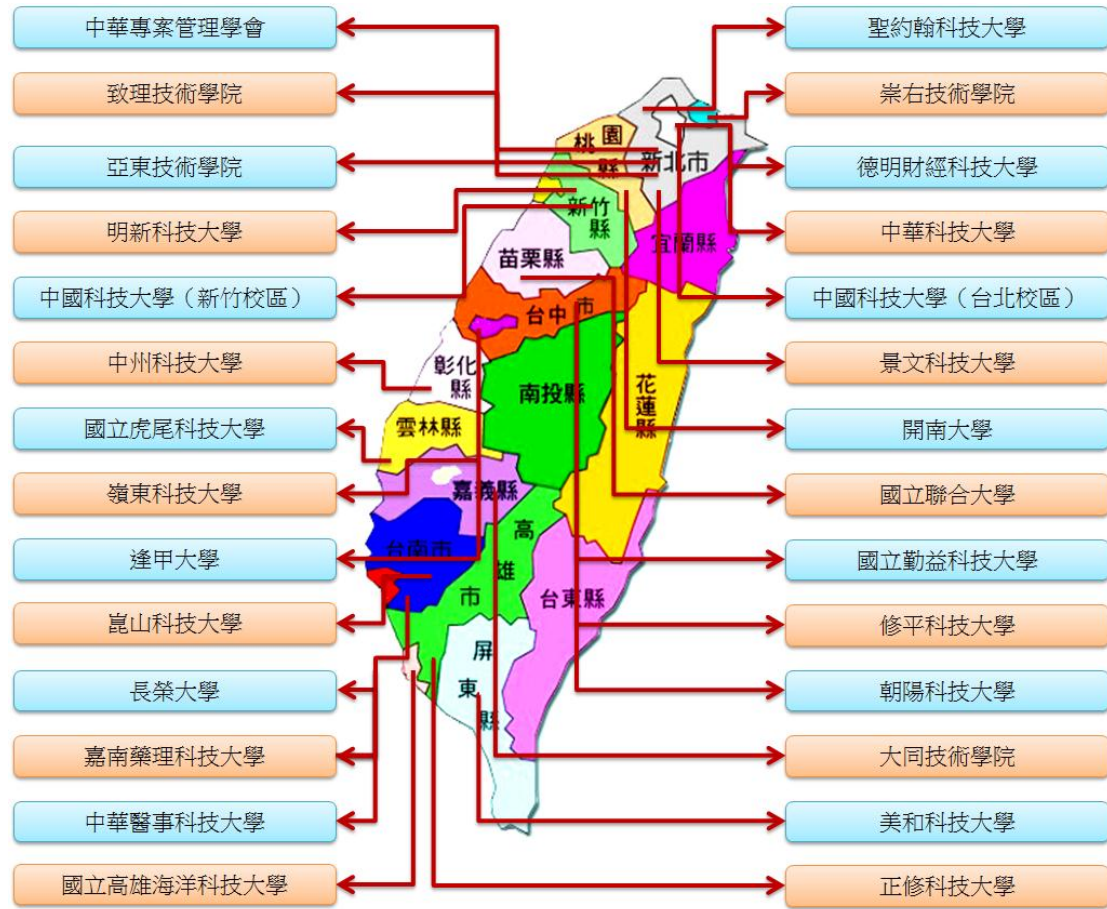 中華專案管理學會
致理技術學院
亞東技術學院
明新科技大學
中國科技大學（新竹校區）
中州科技大學
國立虎尾科技大學
嶺東科技大學
逢甲大學
崑山科技大學
長榮大學
嘉南藥理科技大學
中華醫事科技大學
國立高雄海洋科技大學
桃園縣
新北市
新竹縣
宜蘭縣
苗栗縣
台中市
彰化縣
南投縣
花蓮縣
雲林縣
嘉義縣
台南市
高雄市
台東縣
屏東縣
聖約翰科技大學
崇右技術學院
德明財經科技大學
中華科技大學
中國科技大學（台北校區）
景文科技大學
開南大學
國立聯合大學
國立勤益科技大學
修平科技大學
朝陽科技大學
大同技術學院
美和科技大學
正修科技大學